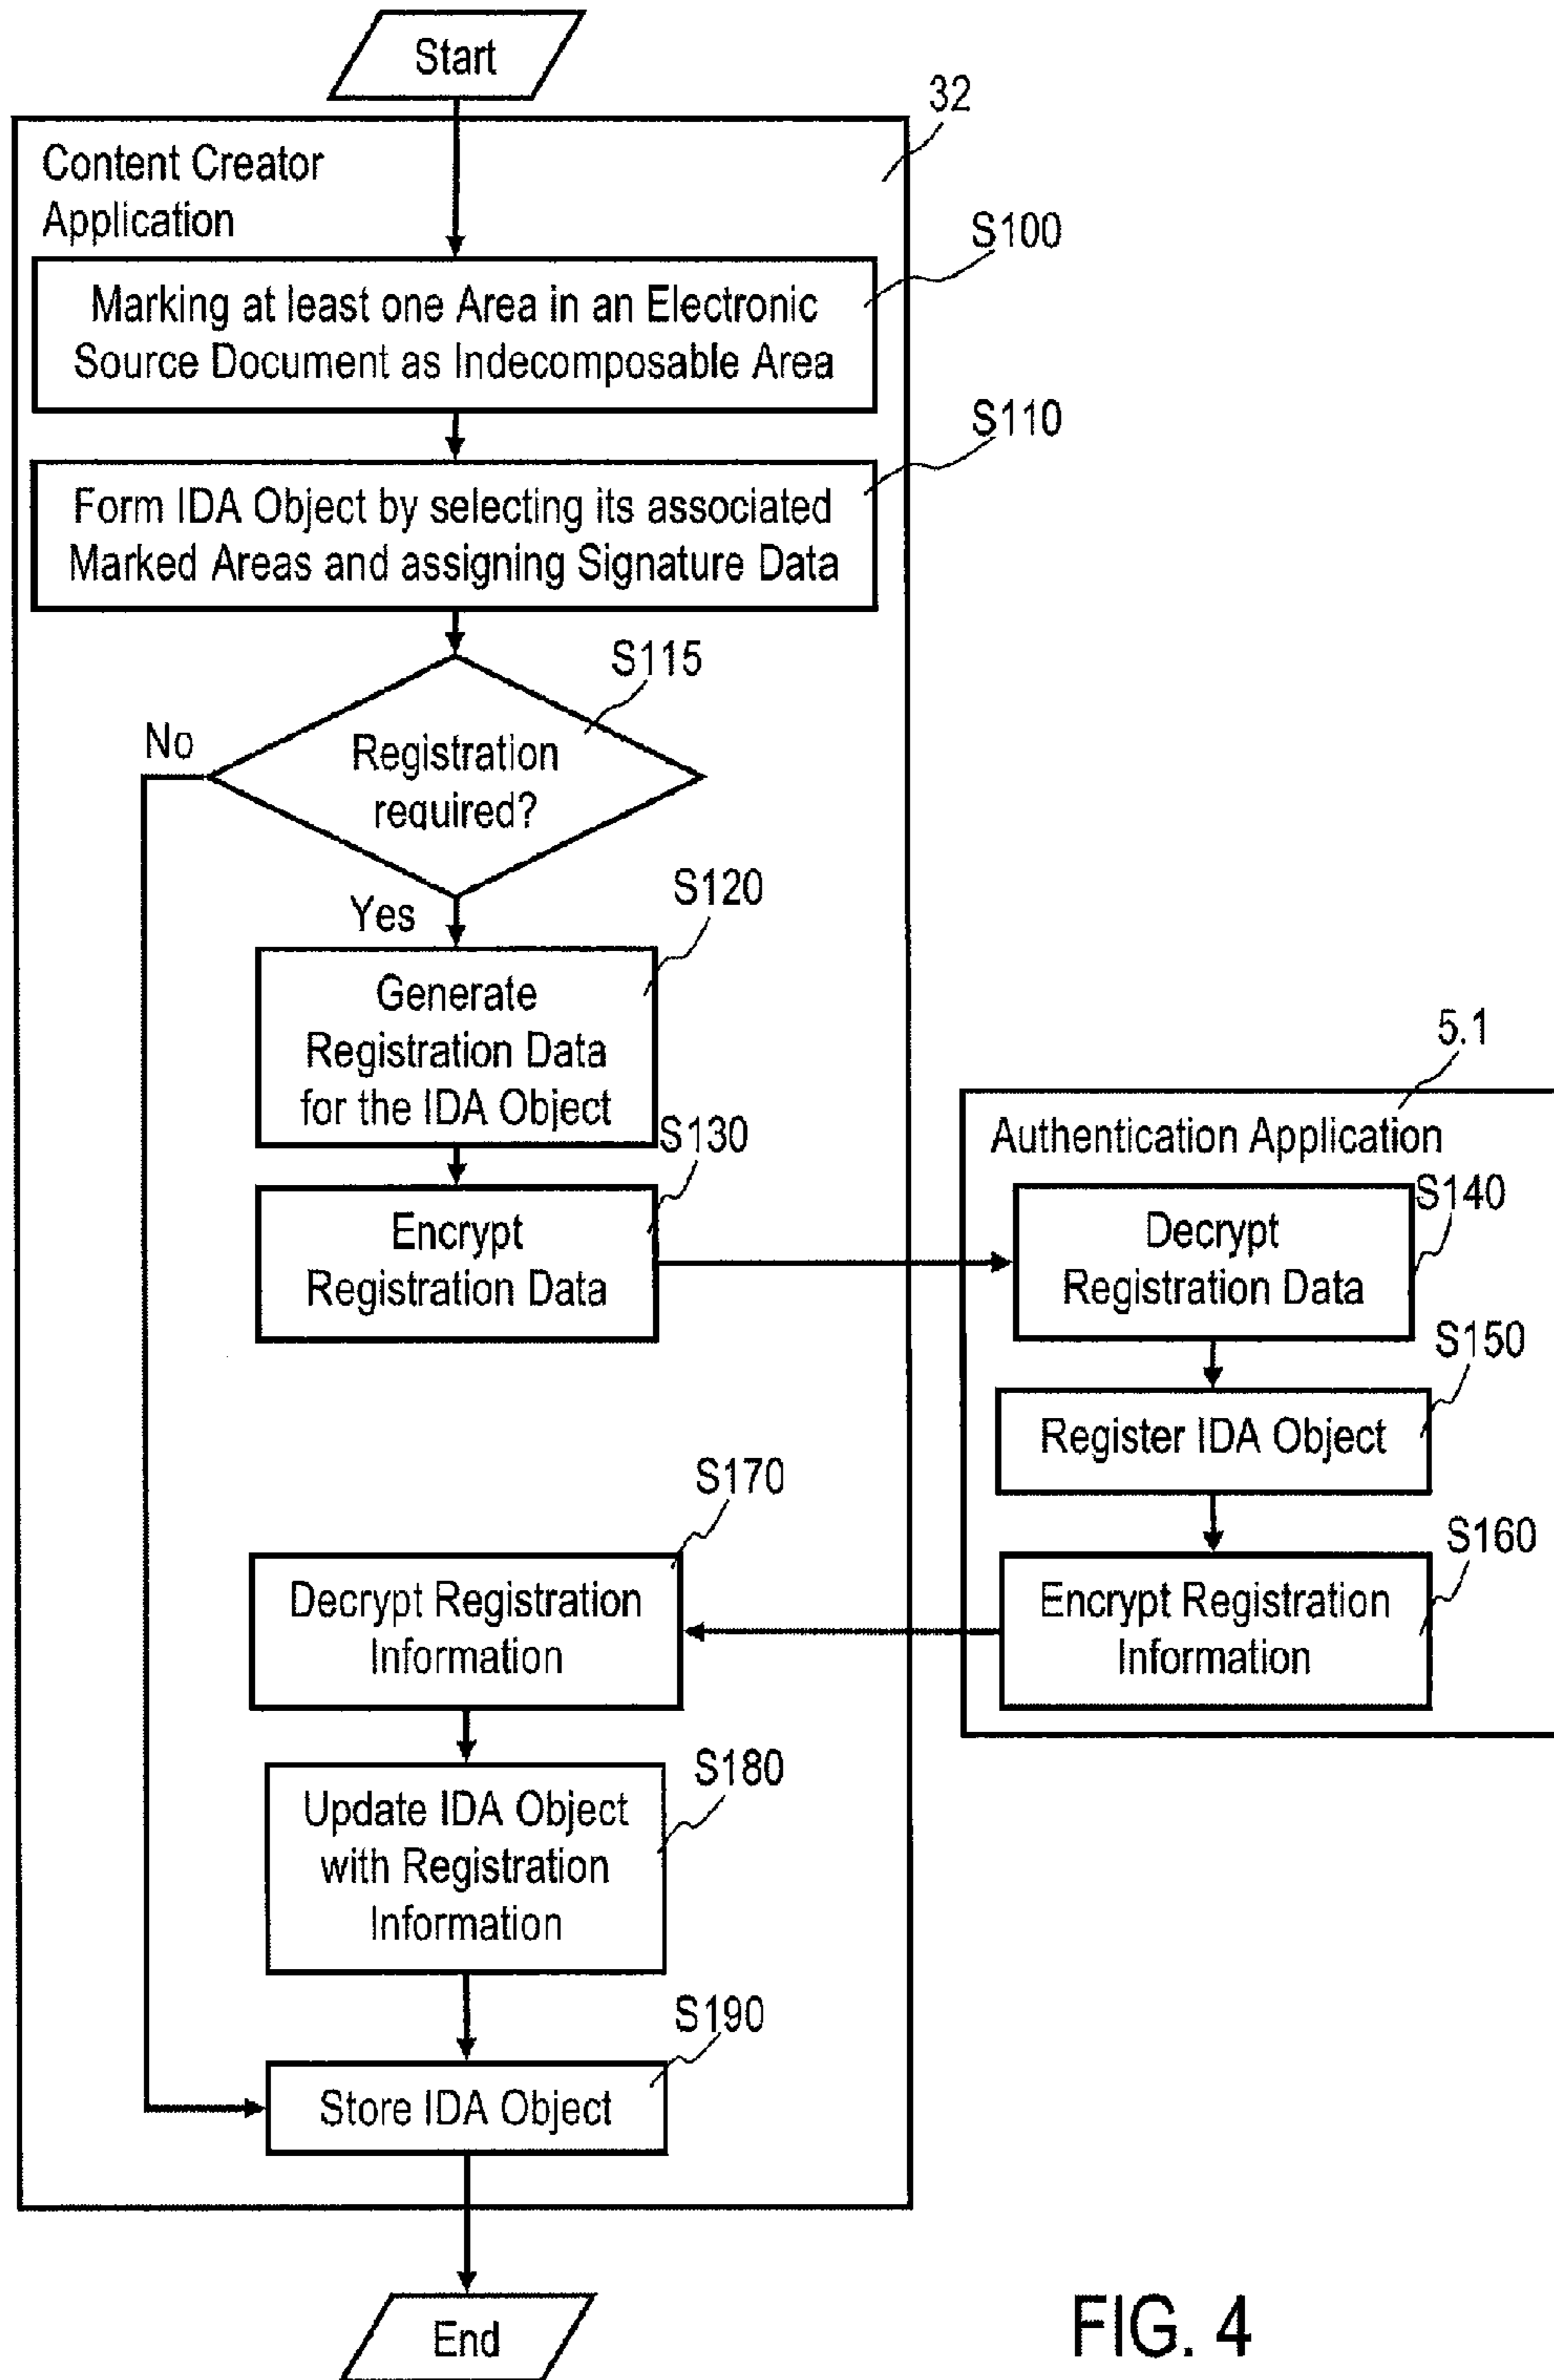 Start
32
Content Creator
Application
S100
Marking at least one Area in an Electronic
Source Document as Indecomposable Area
S110
Form IDA Object by selecting its associated
Marked Areas and assigning Signature Data
S115
No
Registration
required?
Yes
S120
Generate
Registration Data
for the IDA Object
S130
Encrypt
Registration Data
5.1
Authentication Application
S140
Decrypt
Registration Data
S150
Register IDA Object
S160
Encrypt Registration
Information
S170
Decrypt Registration
Information
S180
Update IDA Object
with Registration
Information
S190
Store IDA Object
End
FIG. 4